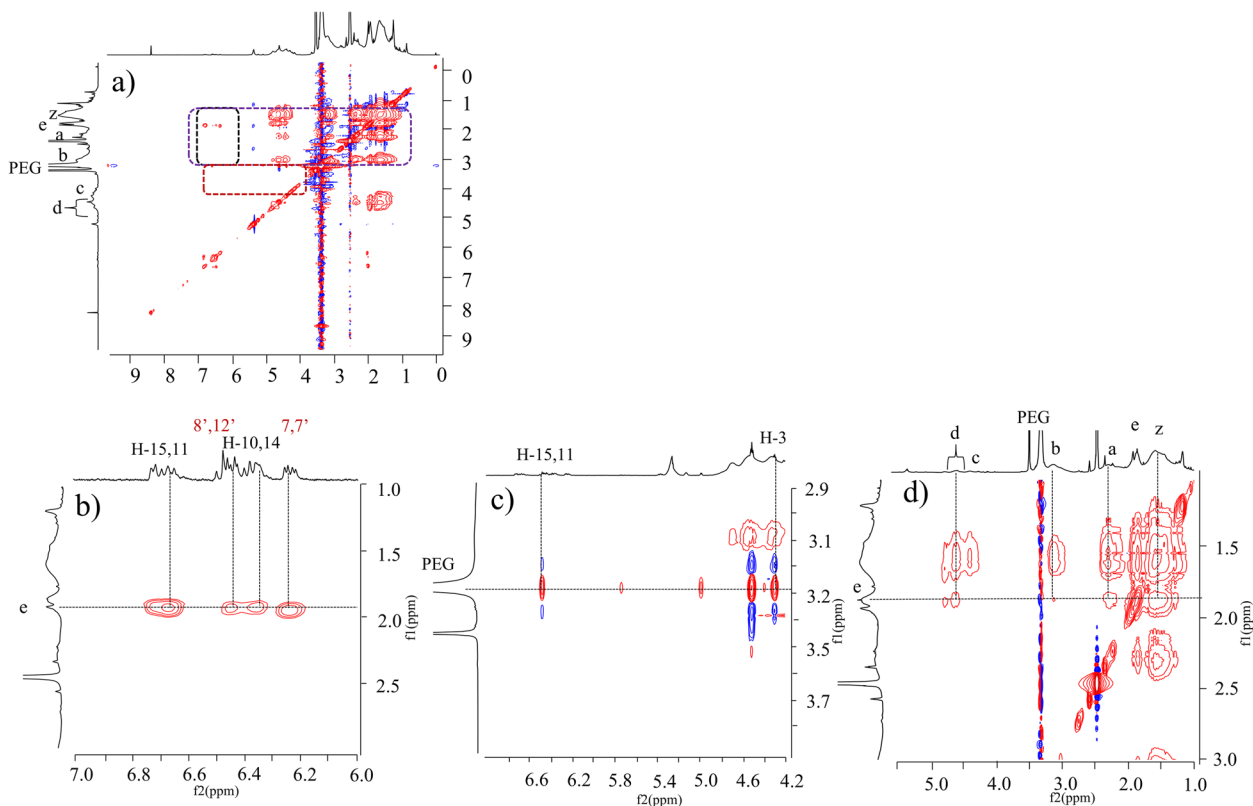 a)
z
e
a
b
PEG
c
d
0
1
2
3
4
5
6
7
8
9
9 8 7 6 5 4 3 2 1 0
8',12' 7,7'
H-15,11 H-10,14
b)
e
1.0
1.5
2.0
2.5
f1(ppm)
7.0 6.8 6.6 6.4 6.2 6.0
f2(ppm)
H-15,11 H-3
c)
PEG
2.9
3.1
3.2
3.5
3.7
f1(ppm)
6.6 6.2 5.4 5.0 4.6 4.2
f2(ppm)
PEG
d c b a e z
d)
e
1.5
2.0
2.5
3.0
f1(ppm)
5.0 4.0 3.0 2.0 1.0
f2(ppm)